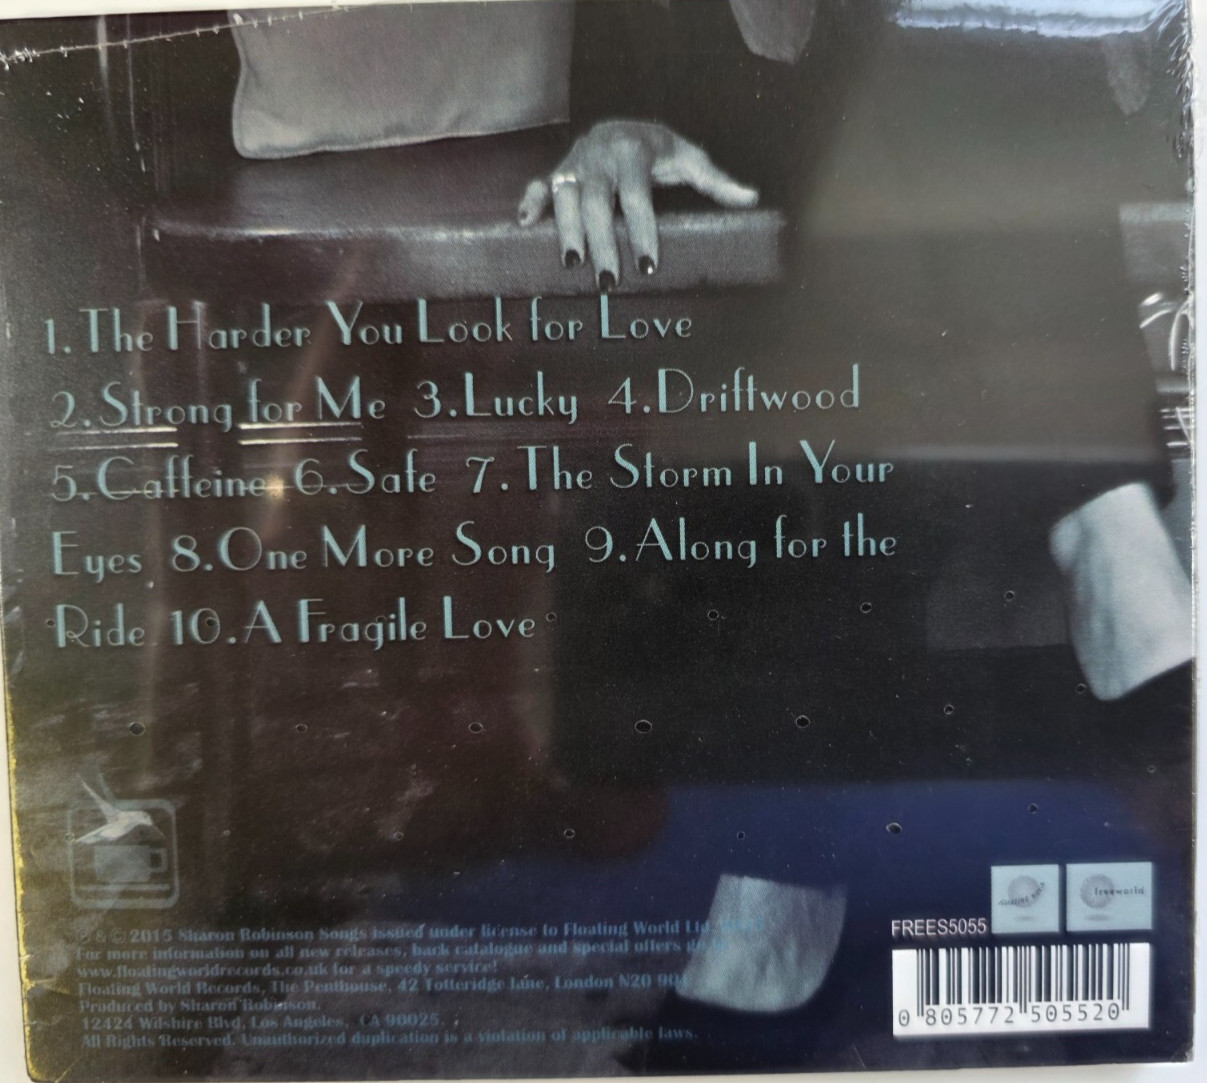 1. The Harder You Look for Love
2. Strong for Me 3. Lucky 4. Driftwood
5. Caffeine 6. Safe 7. The Storm In Your
Eyes 8. One More Song 9. Along for the
Ride 10. A Fragile Love
℗ & © 2015 Sharon Robinson Songs issued under license to Floating World Ltd.
For more information on all new releases, back catalogue and special offers go to
www.floatingworldrecords.co.uk for a speedy service!
Floating World Records, The Penthouse, 42 Totteridge Lane, London N20
Produced by Sharon Robinson.
12424 Wilshire Blvd, Los Angeles, CA 90025.
All Rights Reserved. Unauthorized duplication is a violation of applicable laws.
FREES5055
freeworld
0 805772 505520